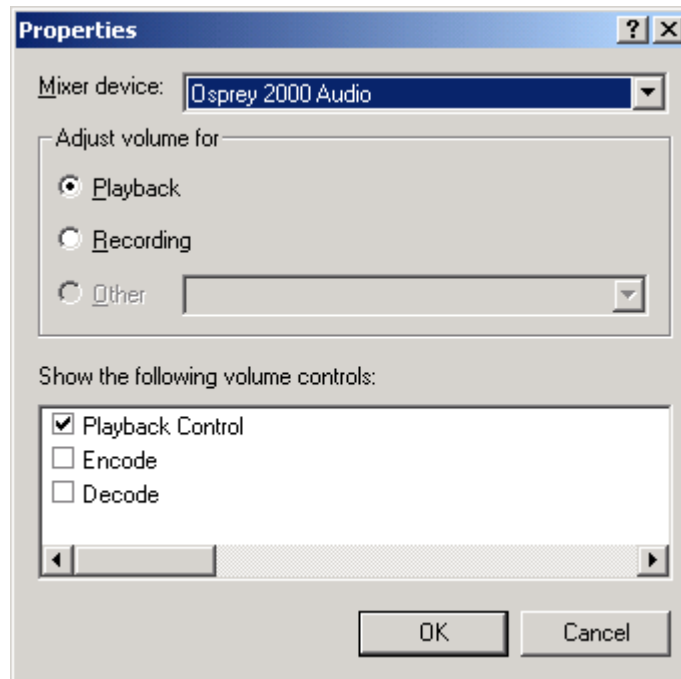 Properties
Mixer device: Osprey 2000 Audio
Adjust volume for
Playback
Recording
Other
Show the following volume controls:
Playback Control
Encode
Decode
OK Cancel